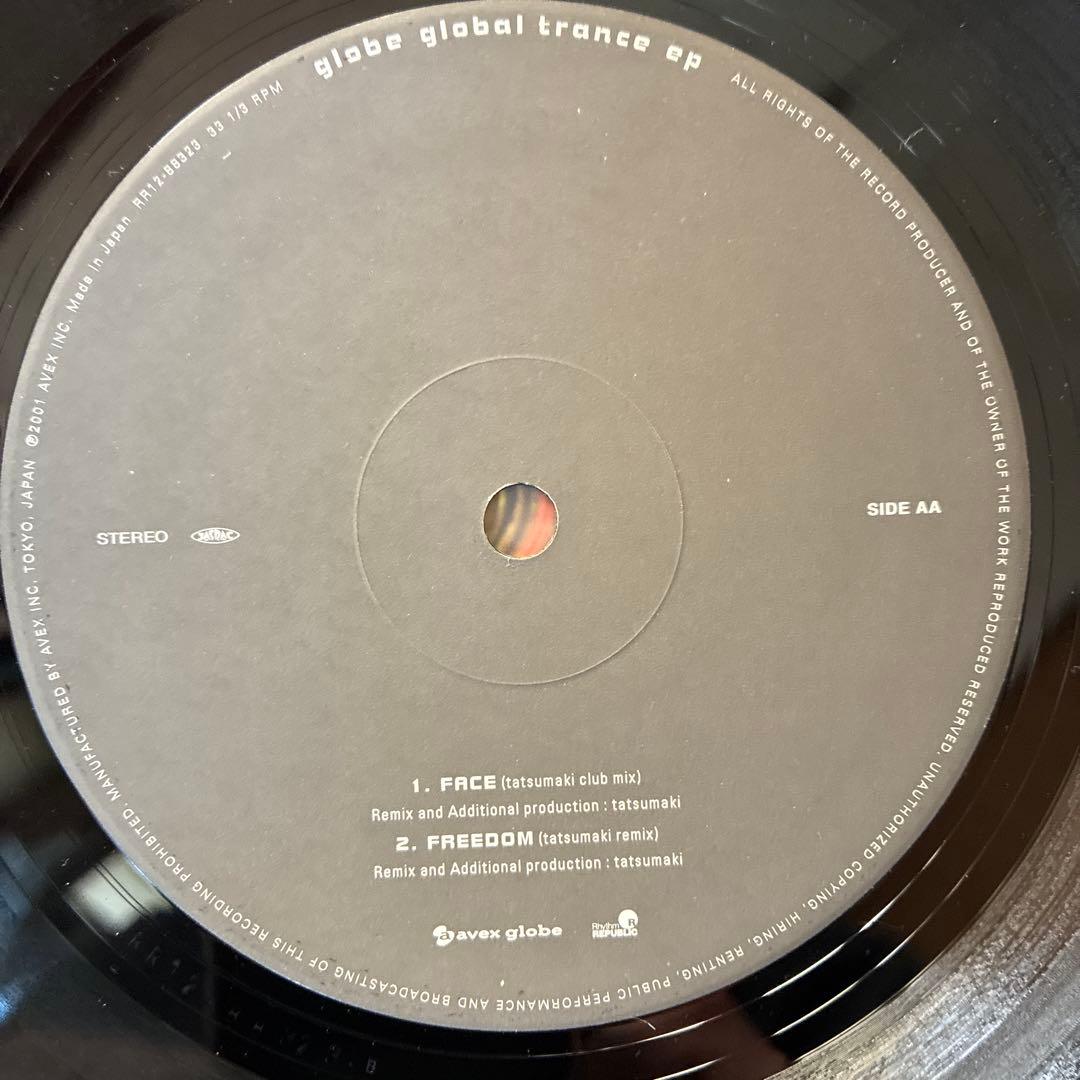 globe global trance ep
ALL RIGHTS OF THE RECORD PRODUCER AND OF THE OWNER OF THE WORK REPRODUCED RESERVED. UNAUTHORIZED COPYING, HIRING, RENTING, PUBLIC PERFORMANCE AND BROADCASTING OF THIS RECORDING PROHIBITED. MANUFACTURED BY AVEX INC. TOKYO, JAPAN ℗2001 AVEX INC. Made In Japan RR12-88323 33 1/3 RPM
STEREO JASRAC
SIDE AA
1. FACE (tatsumaki club mix)
Remix and Additional production : tatsumaki
2. FREEDOM (tatsumaki remix)
Remix and Additional production : tatsumaki
a avex globe
Rhythm R
REPUBLIC